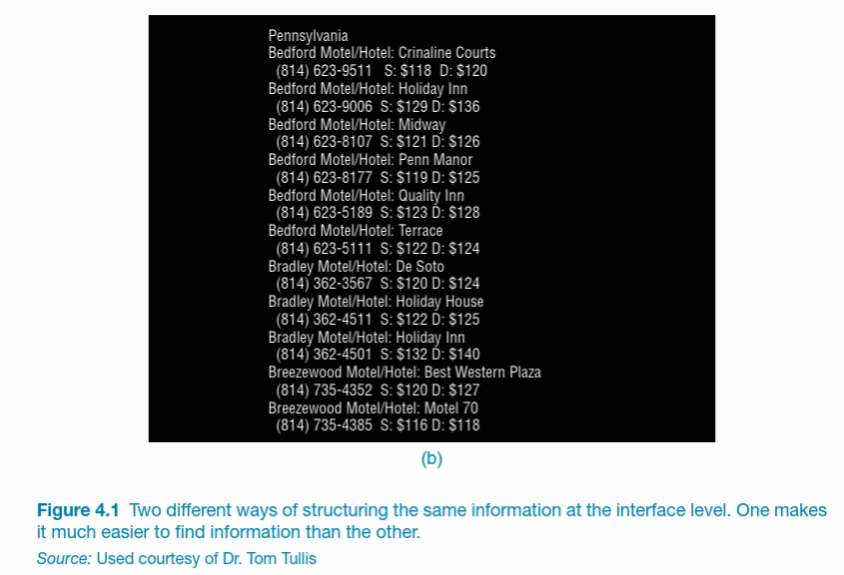 Pennsylvania
Bedford Motel/Hotel: Crinaline Courts
(814) 623-9511 S: $118 D: $120
Bedford Motel/Hotel: Holiday Inn
(814) 623-9006 S: $129 D: $136
Bedford Motel/Hotel: Midway
(814) 623-8107 S: $121 D: $126
Bedford Motel/Hotel: Penn Manor
(814) 623-8177 S: $119 D: $125
Bedford Motel/Hotel: Quality Inn
(814) 623-5189 S: $123 D: $128
Bedford Motel/Hotel: Terrace
(814) 623-5111 S: $122 D: $124
Bradley Motel/Hotel: De Soto
(814) 362-3567 S: $120 D: $124
Bradley Motel/Hotel: Holiday House
(814) 362-4511 S: $122 D: $125
Bradley Motel/Hotel: Holiday Inn
(814) 362-4501 S: $132 D: $140
Breezewood Motel/Hotel: Best Western Plaza
(814) 735-4352 S: $120 D: $127
Breezewood Motel/Hotel: Motel 70
(814) 735-4385 S: $116 D: $118
(b)
Figure 4.1 Two different ways of structuring the same information at the interface level. One makes
it much easier to find information than the other.
Source: Used courtesy of Dr. Tom Tullis